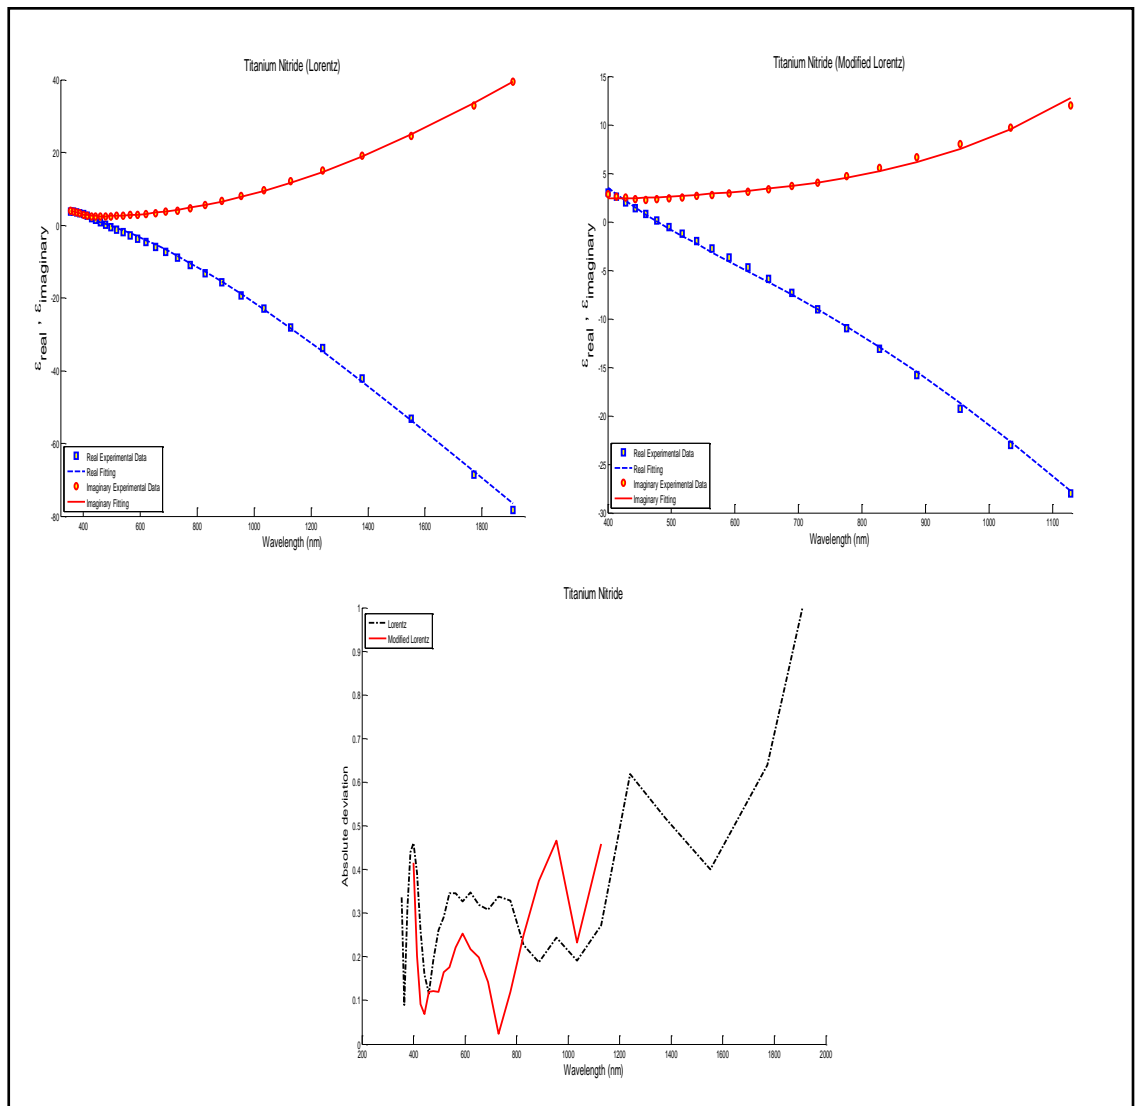 Titanium Nitride (Lorentz)
40
20
0
-20
-40
-60
-80
εreal , εimaginary
Real Experimental Data
Real Fitting
Imaginary Experimental Data
Imaginary Fitting
400 600 800 1000 1200 1400 1600 1800
Wavelength (nm)
Titanium Nitride (Modified Lorentz)
15
10
5
0
-5
-10
-15
-20
-25
-30
εreal , εimaginary
Real Experimental Data
Real Fitting
Imaginary Experimental Data
Imaginary Fitting
400 500 600 700 800 900 1000 1100
Wavelength (nm)
Titanium Nitride
Lorentz
Modified Lorentz
1
0.9
0.8
0.7
0.6
0.5
0.4
0.3
0.2
0.1
0
Absolute deviation
200 400 600 800 1000 1200 1400 1600 1800 2000
Wavelength (nm)